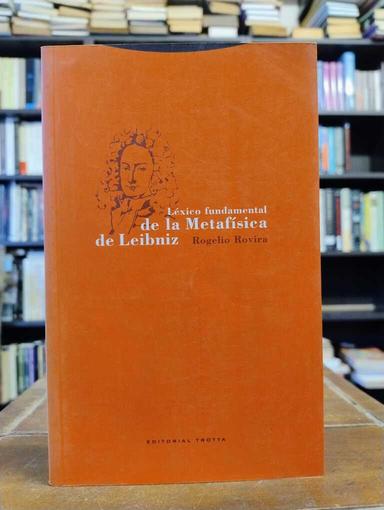 Léxico fundamental
de la Metafísica
de Leibniz Rogelio Rovira
EDITORIAL TROTTA